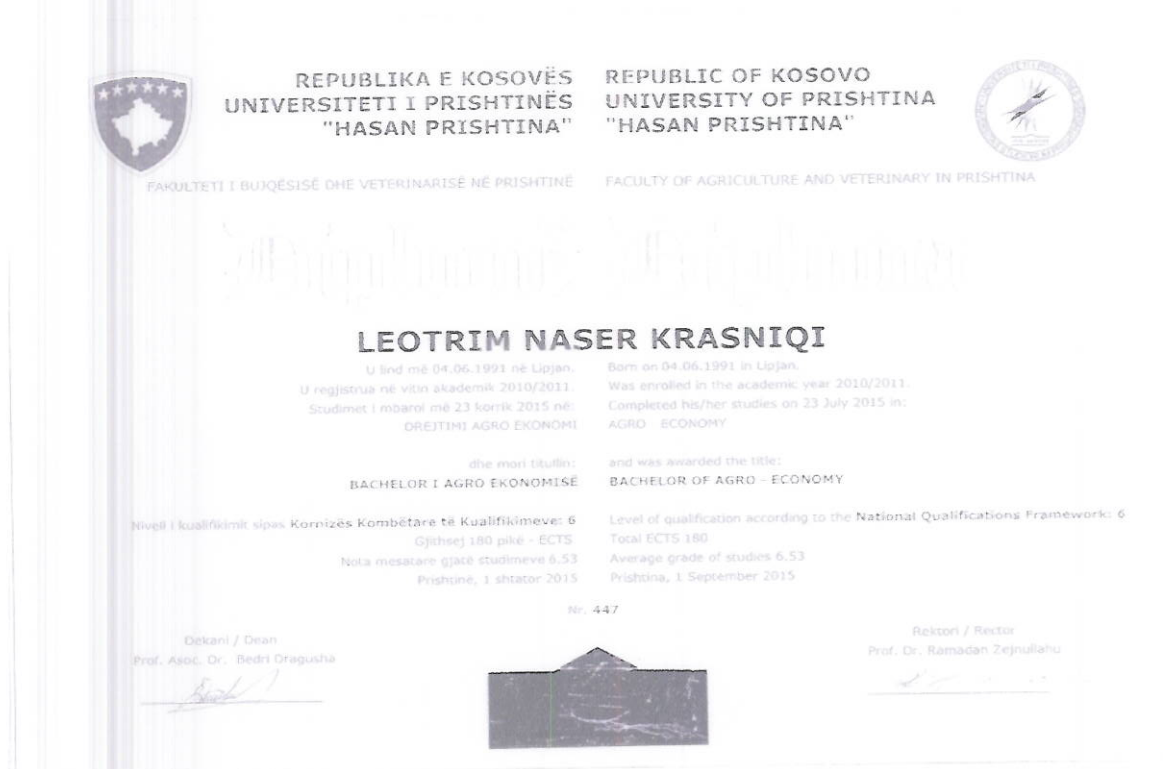 REPUBLIKA E KOSOVËS
UNIVERSITETI I PRISHTINËS
"HASAN PRISHTINA"
REPUBLIC OF KOSOVO
UNIVERSITY OF PRISHTINA
"HASAN PRISHTINA"
FAKULTETI I BUJQËSISË DHE VETERINARISË NË PRISHTINË
FACULTY OF AGRICULTURE AND VETERINARY IN PRISHTINA
LEOTRIM NASER KRASNIQI
U lind më 04.06.1991 në Lipjan.
U regjistrua në vitin akademik 2010/2011.
Studimet i mbaroi më 23 korrik 2015 në:
DREJTIMI AGRO EKONOMI
Born on 04.06.1991 in Lipjan.
Was enrolled in the academic year 2010/2011.
Completed his/her studies on 23 July 2015 in:
AGRO ECONOMY
dhe mori titullin:
BACHELOR I AGRO EKONOMISË
and was awarded the title:
BACHELOR OF AGRO - ECONOMY
Niveli i kualifikimit sipas Kornizës Kombëtare të Kualifikimeve: 6
Gjithsej 180 pikë - ECTS
Nota mesatare gjatë studimeve 6.53
Prishtinë, 1 shtator 2015
Level of qualification according to the National Qualifications Framework: 6
Total ECTS 180
Average grade of studies 6.53
Prishtina, 1 September 2015
Nr. 447
Dekani / Dean
Prof. Asoc. Dr. Bedri Dragusha
Rektori / Rector
Prof. Dr. Ramadan Zejnullahu